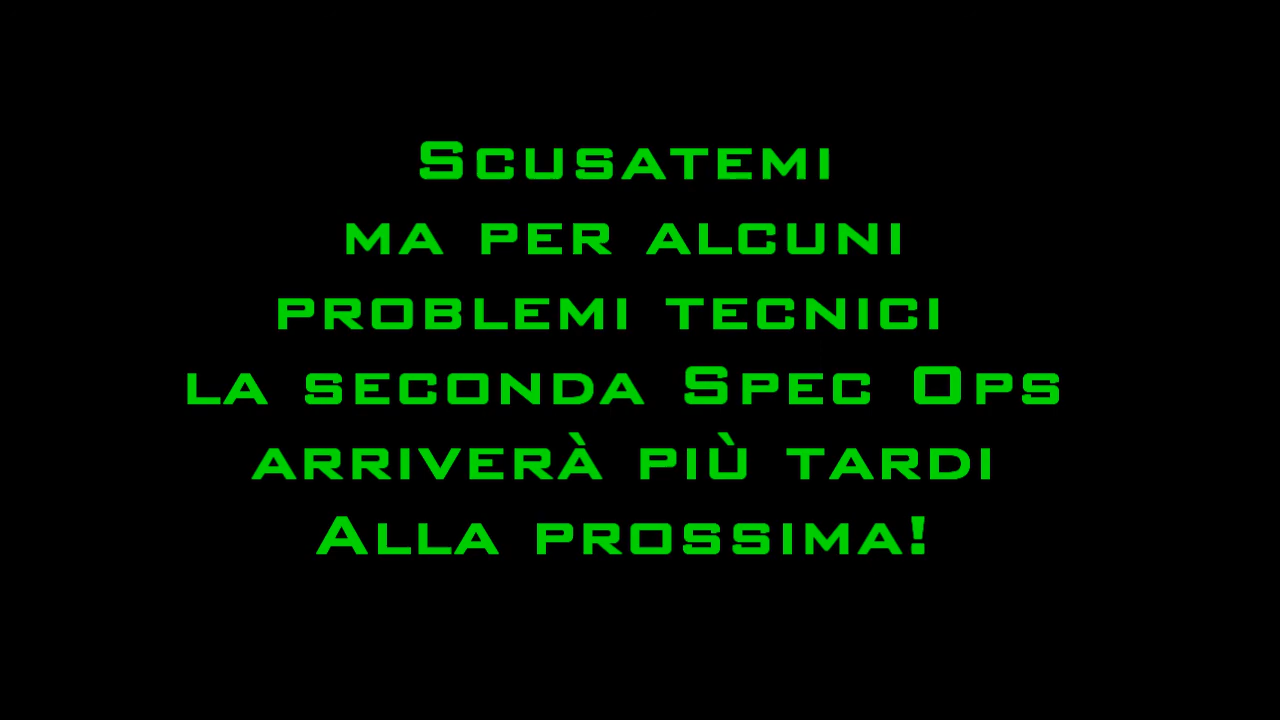 Scusatemi
ma per alcuni
problemi tecnici
la seconda Spec Ops
arriverà più tardi
Alla prossima!